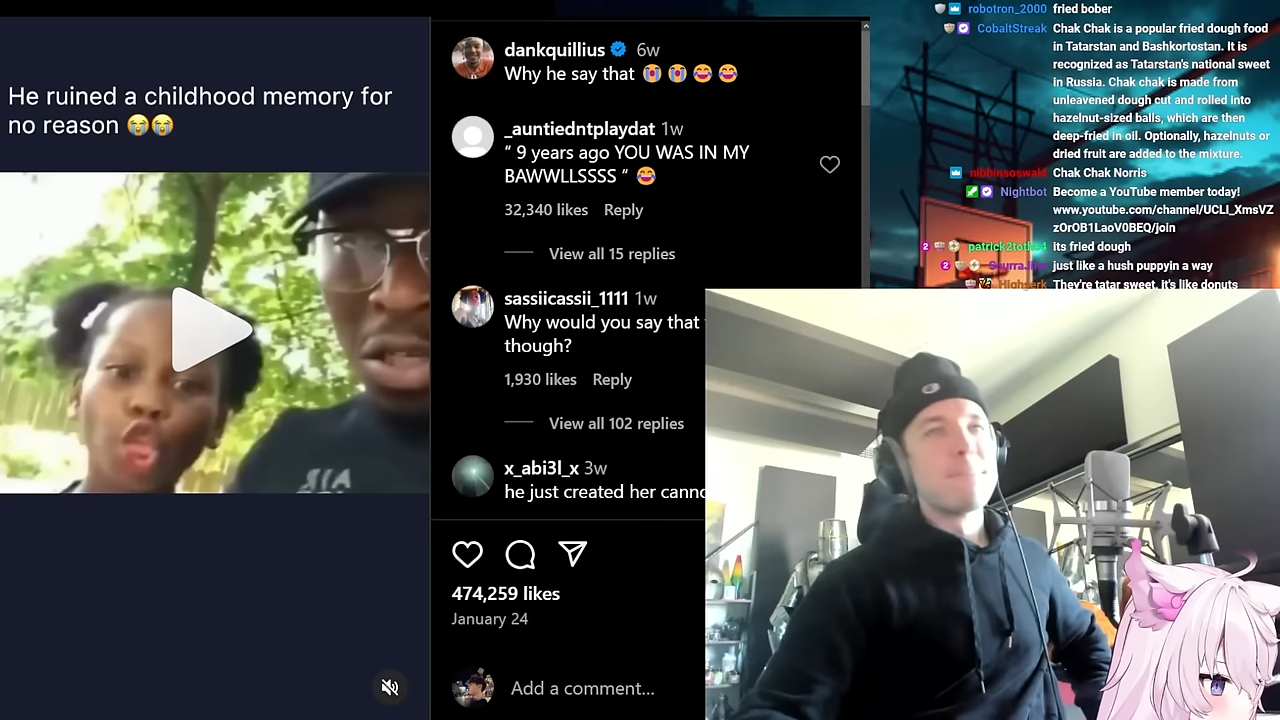 He ruined a childhood memory for
no reason 😭😭
dankquillius 6w
Why he say that 😭 😭 😂 😂
_auntiedntplaydat 1w
“ 9 years ago YOU WAS IN MY
BAWWLLSSSS “ 😂
32,340 likes Reply
View all 15 replies
sassiicassii_1111 1w
Why would you say that
though?
1,930 likes Reply
View all 102 replies
x_abi3l_x 3w
he just created her
474,259 likes
January 24
Add a comment...
robotron_2000 fried bober
CobaltStreak Chak Chak is a popular fried dough food
in Tatarstan and Bashkortostan. It is
recognized as Tatarstan's national sweet
in Russia. Chak chak is made from
unleavened dough cut and rolled into
hazelnut-sized balls, which are then
deep-fried in oil. Optionally, hazelnuts or
dried fruit are added to the mixture.
nibbinsoswald Chak Chak Norris
Nightbot Become a YouTube member today!
www.youtube.com/channel/UCLI_XmsVZ
zOrOB1LaoV0BEQ/join
its fried dough
just like a hush puppyin a way
Highserk They're tatar sweet, it's like donuts